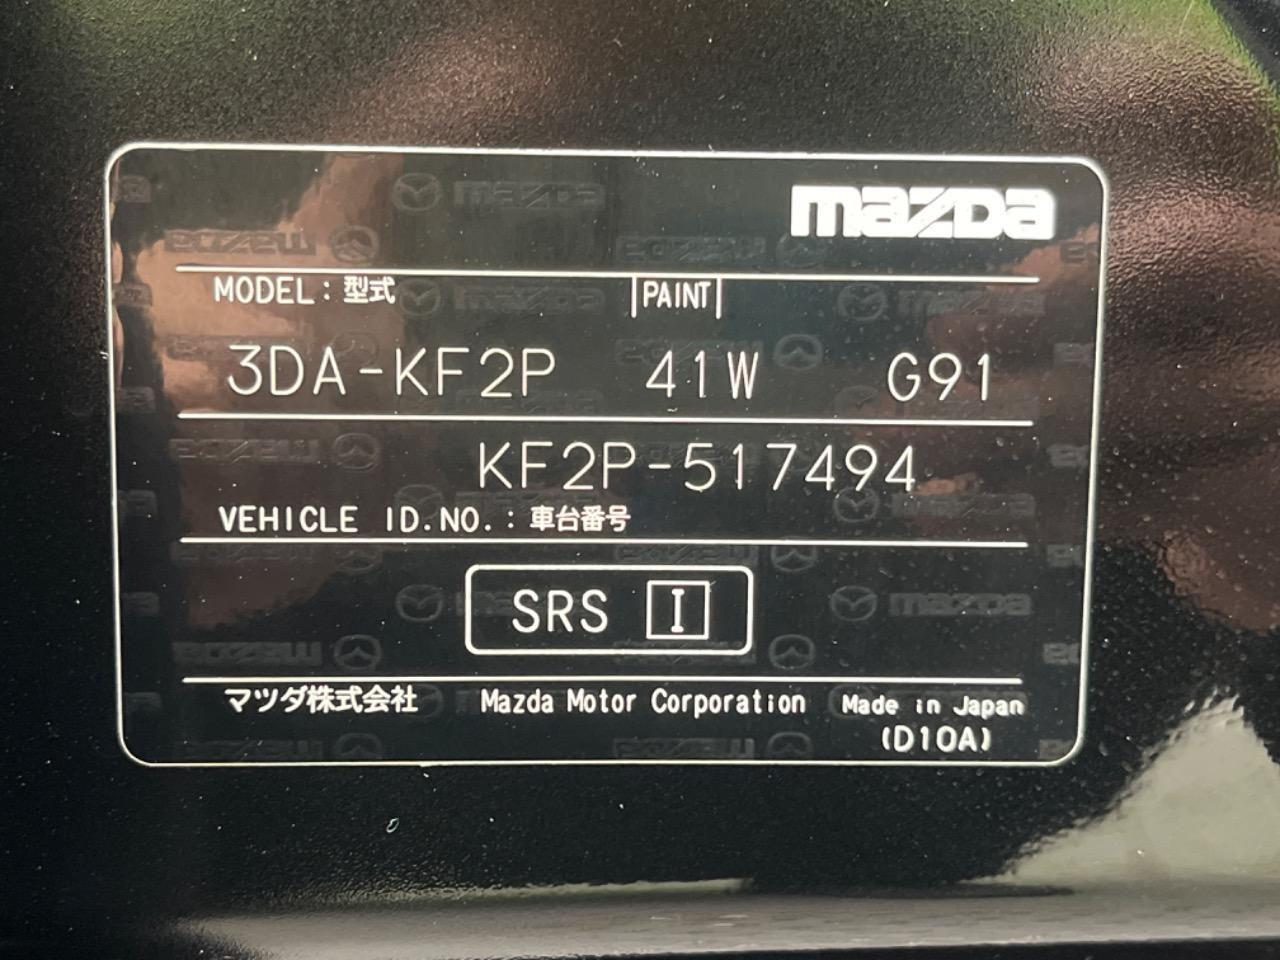 mazda
MODEL : 型式 PAINT
3DA-KF2P 41W G91
KF2P-517494
VEHICLE ID.NO. : 車台番号
SRS I
マツダ株式会社 Mazda Motor Corporation Made in Japan
(D10A)